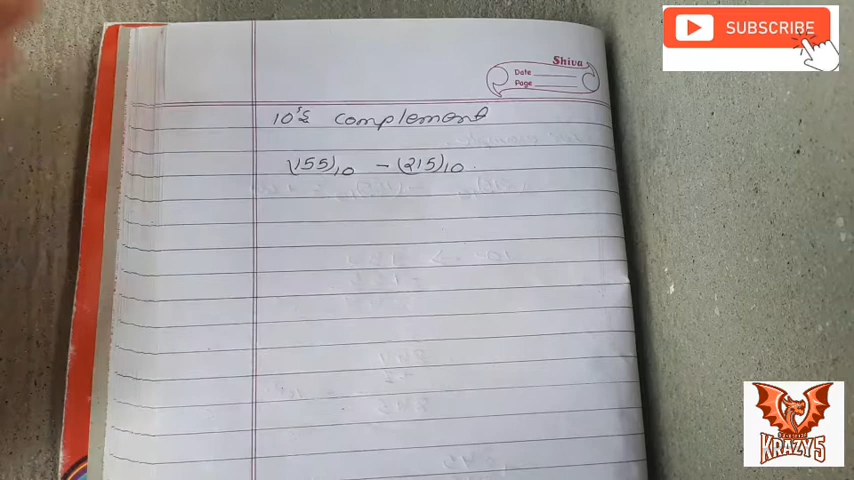 SUBSCRIBE
Shiva
Date
Page
10's complement
(155)10 - (215)10.
KRAZY5